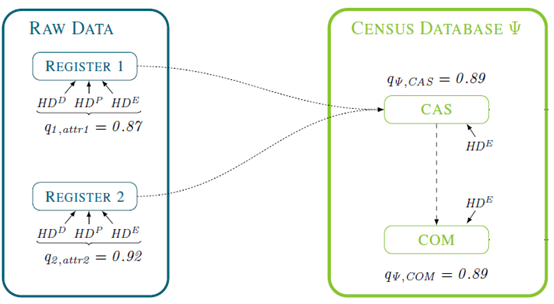 RAW DATA
REGISTER 1
HD^D HD^P HD^E
q_{1,attr1} = 0.87
REGISTER 2
HD^D HD^P HD^E
q_{2,attr2} = 0.92
CENSUS DATABASE Ψ
q_{Ψ,CAS} = 0.89
CAS
HD^E
HD^E
COM
q_{Ψ,COM} = 0.89